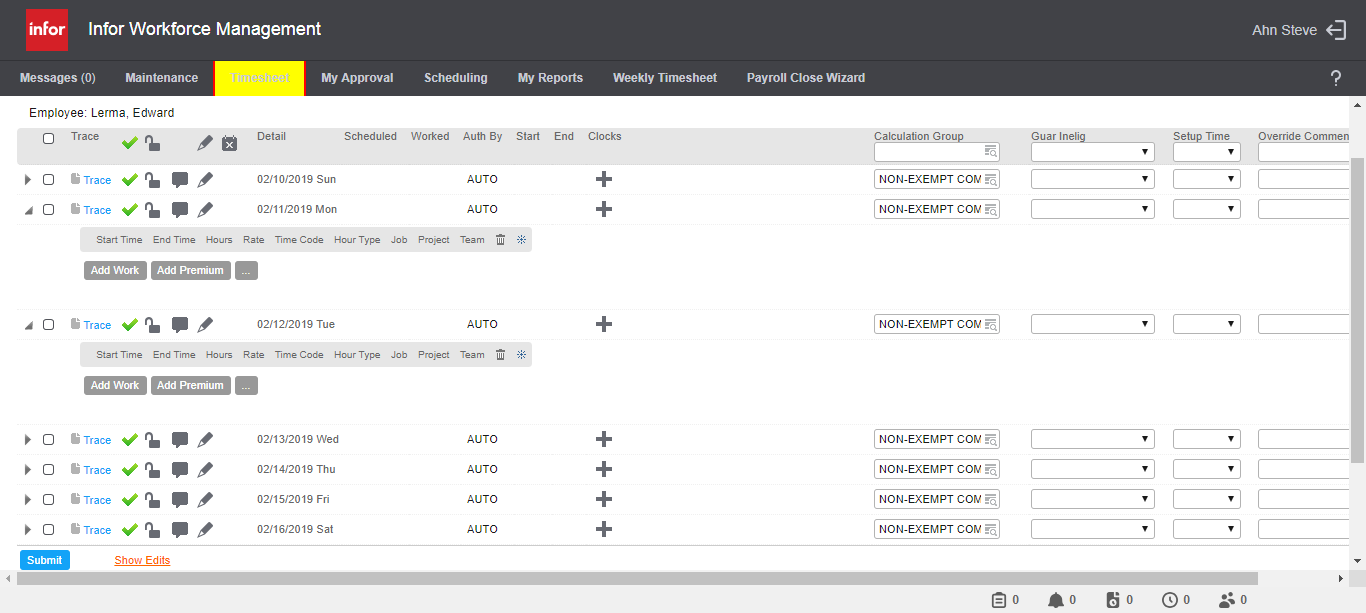 infor Infor Workforce Management Ahn Steve
Messages (0) Maintenance Timesheet My Approval Scheduling My Reports Weekly Timesheet Payroll Close Wizard ?
Employee: Lerma, Edward
Trace Detail Scheduled Worked Auth By Start End Clocks Calculation Group Guar Inelig Setup Time Override Commen
Trace 02/10/2019 Sun AUTO NON-EXEMPT COM
Trace 02/11/2019 Mon AUTO NON-EXEMPT COM
Start Time End Time Hours Rate Time Code Hour Type Job Project Team
Add Work Add Premium ...
Trace 02/12/2019 Tue AUTO NON-EXEMPT COM
Start Time End Time Hours Rate Time Code Hour Type Job Project Team
Add Work Add Premium ...
Trace 02/13/2019 Wed AUTO NON-EXEMPT COM
Trace 02/14/2019 Thu AUTO NON-EXEMPT COM
Trace 02/15/2019 Fri AUTO NON-EXEMPT COM
Trace 02/16/2019 Sat AUTO NON-EXEMPT COM
Submit Show Edits
0 0 0 0 0